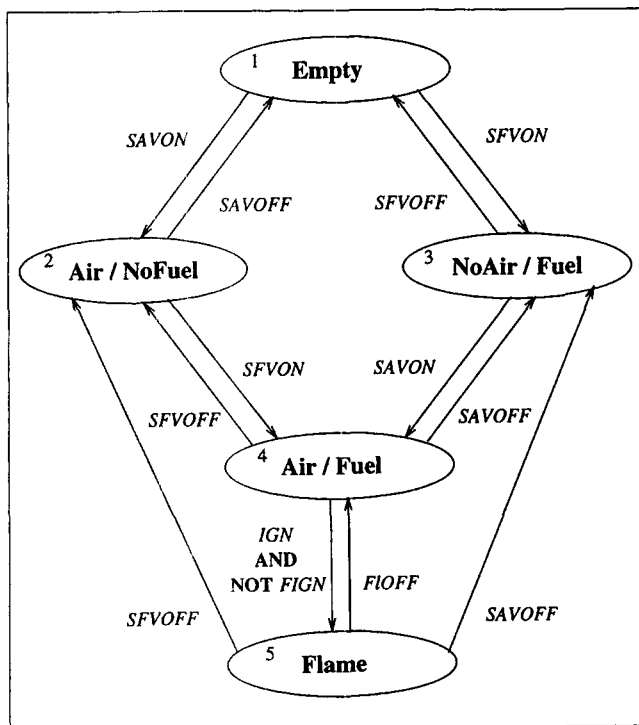 1 Empty
SAVON
SFVON
SAVOFF
SFVOFF
2 Air / NoFuel
3 NoAir / Fuel
SFVON
SAVON
SFVOFF
SAVOFF
4 Air / Fuel
IGN
AND
NOT FIGN
FlOFF
SFVOFF
SAVOFF
5 Flame